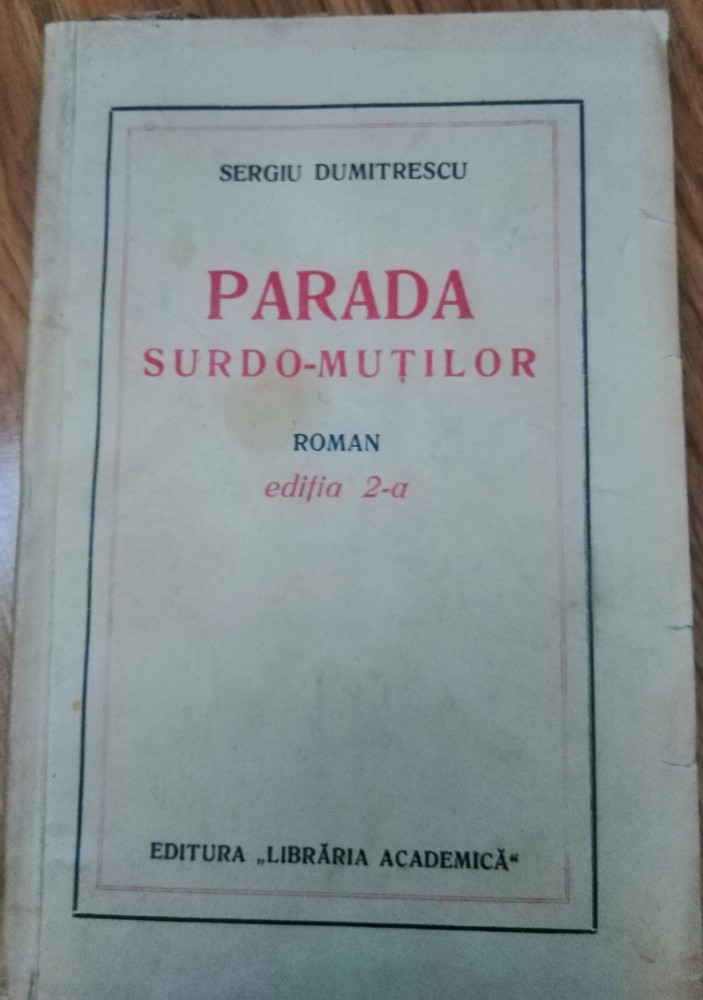 SERGIU DUMITRESCU
PARADA
SURDO-MUȚILOR
ROMAN
ediția 2-a
EDITURA „LIBRĂRIA ACADEMICĂ“